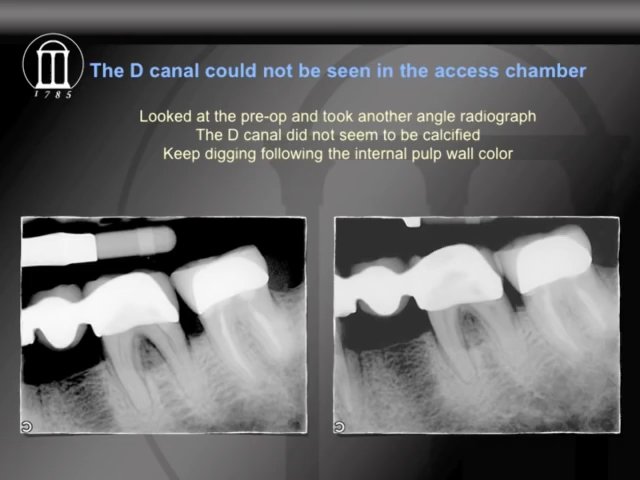 1785
The D canal could not be seen in the access chamber
Looked at the pre-op and took another angle radiograph
The D canal did not seem to be calcified
Keep digging following the internal pulp wall color